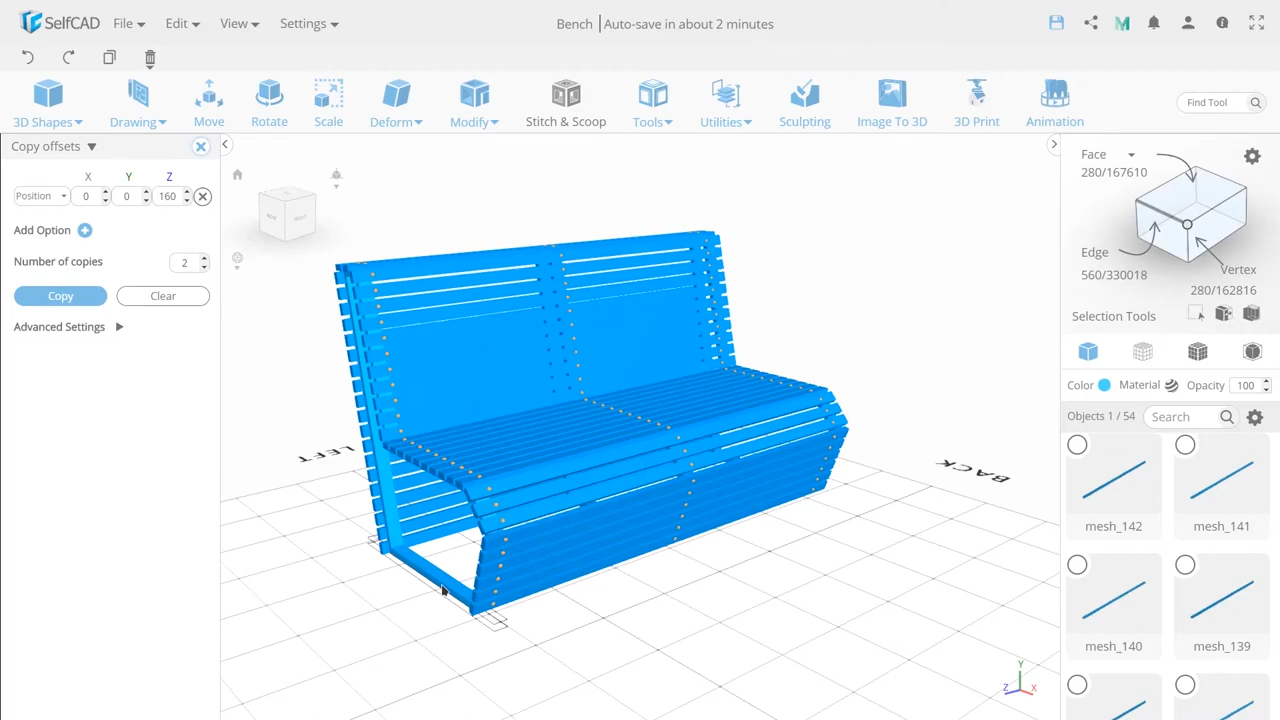 SelfCAD File Edit View Settings Bench Auto-save in about 2 minutes
3D Shapes Drawing Move Rotate Scale Deform Modify Stitch & Scoop Tools Utilities Sculpting Image To 3D 3D Print Animation Find Tool
Copy offsets
X Y Z
Position 0 0 160
Add Option
Number of copies 2
Copy Clear
Advanced Settings
LEFT
BACK
Y
Z X
Face
280/167610
Edge
560/330018
Vertex
280/162816
Selection Tools
Color Material Opacity 100
Objects 1 / 54 Search
mesh_142 mesh_141
mesh_140 mesh_139